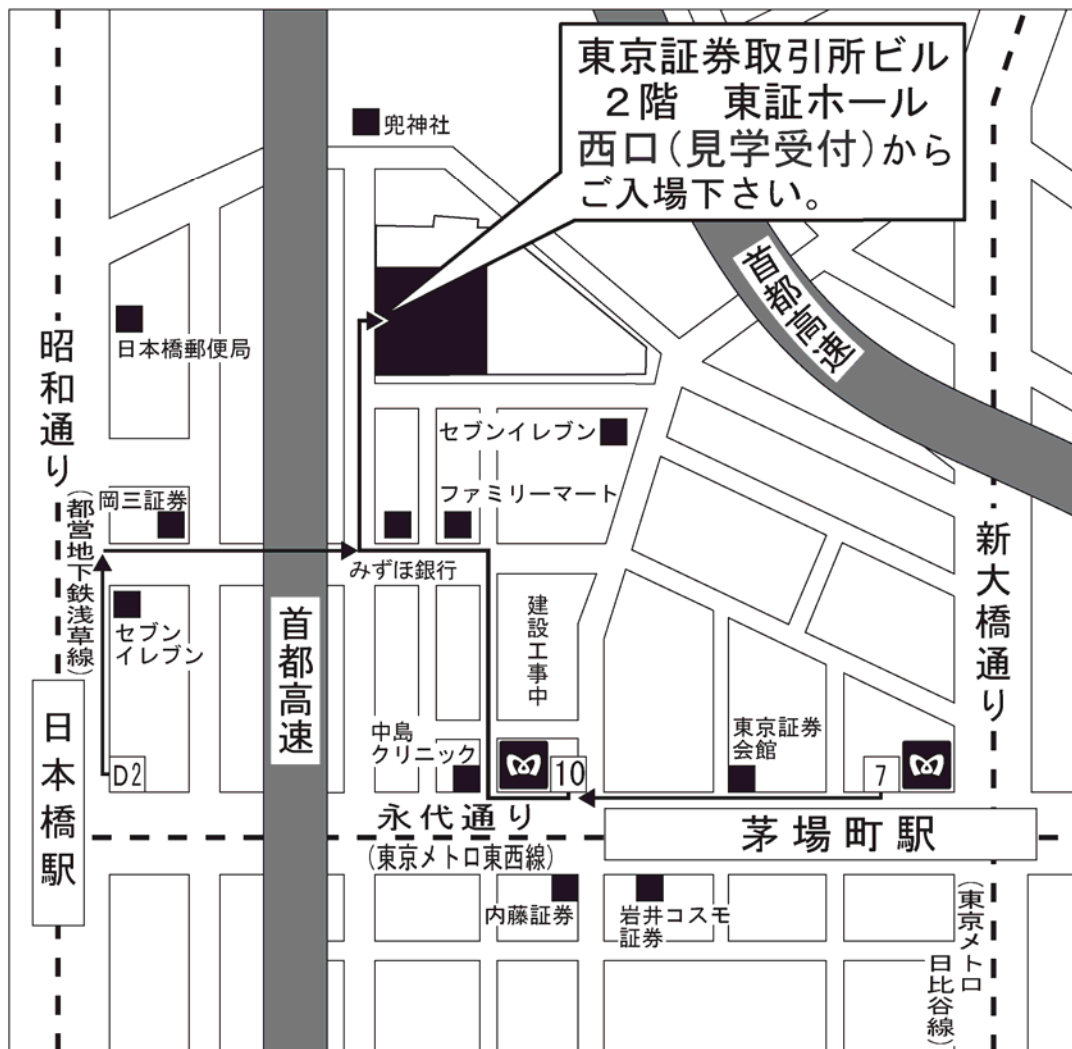 東京証券取引所ビル
2階 東証ホール
西口(見学受付)から
ご入場下さい。
兜神社
首都高速
日本橋郵便局
昭和通り
(都営地下鉄浅草線)
セブンイレブン
岡三証券
ファミリーマート
みずほ銀行
新大橋通り
セブン
イレブン
首都高速
建設工事中
日本橋駅
D2
中島
クリニック
10
東京証券
会館
7
永代通り
(東京メトロ東西線)
茅場町駅
内藤証券
岩井コスモ
証券
(東京メトロ
日比谷線)